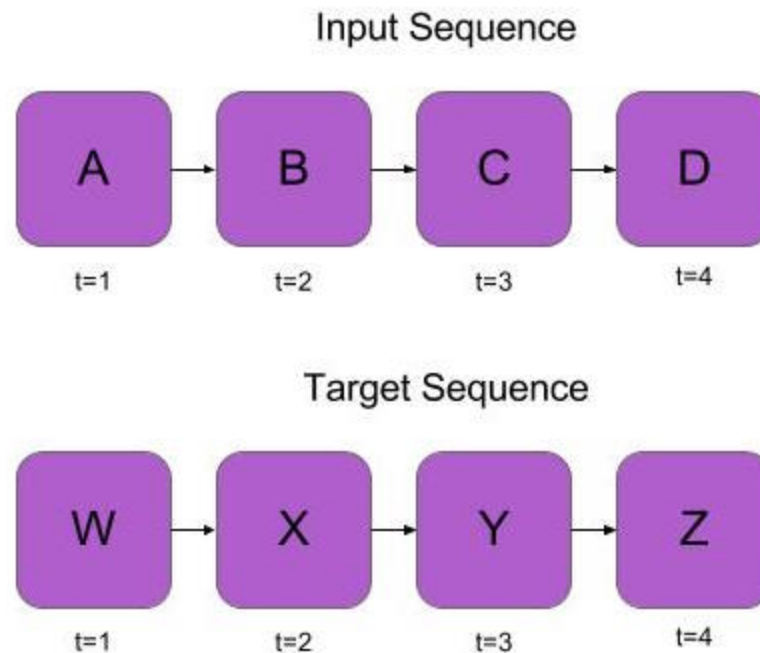 Input Sequence
A B C D
t=1 t=2 t=3 t=4
Target Sequence
W X Y Z
t=1 t=2 t=3 t=4